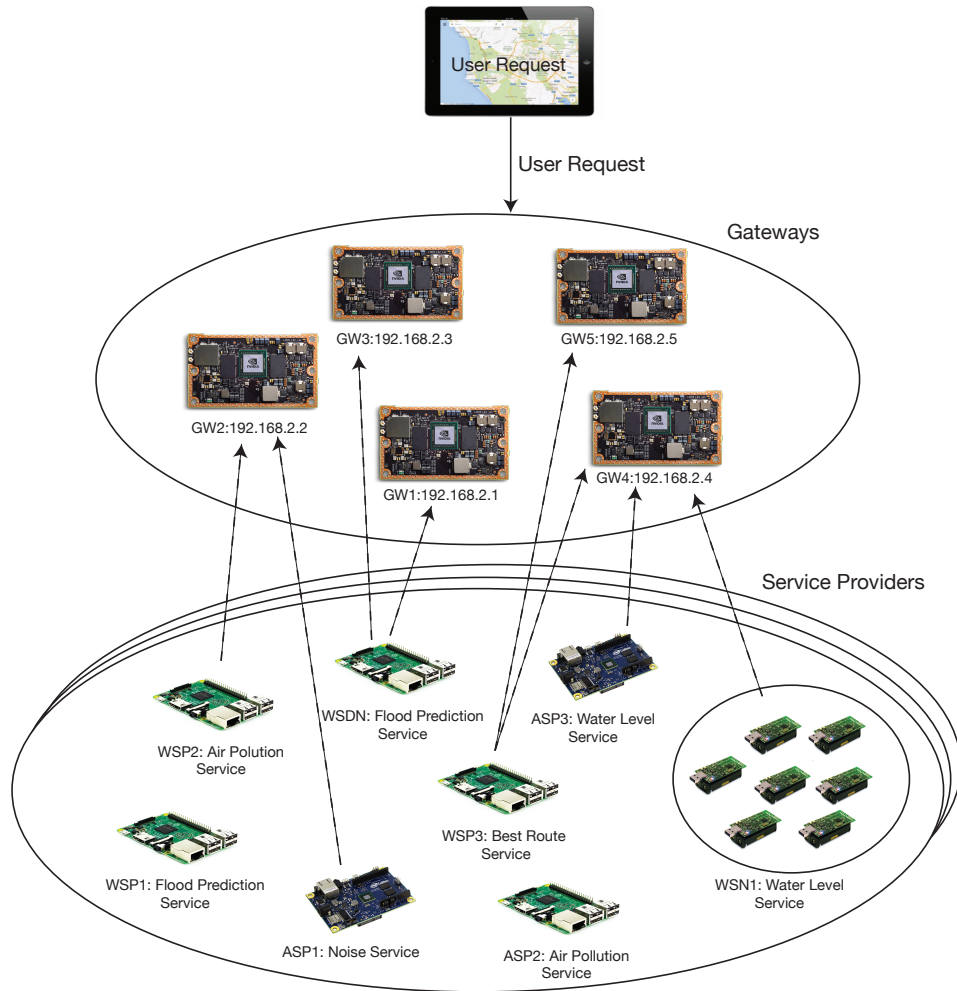 User Request
User Request
Gateways
GW3:192.168.2.3
GW5:192.168.2.5
GW2:192.168.2.2
GW1:192.168.2.1
GW4:192.168.2.4
Service Providers
WSDN: Flood Prediction
Service
ASP3: Water Level
Service
WSP2: Air Polution
Service
WSP3: Best Route
Service
WSP1: Flood Prediction
Service
WSN1: Water Level
Service
ASP1: Noise Service
ASP2: Air Pollution
Service